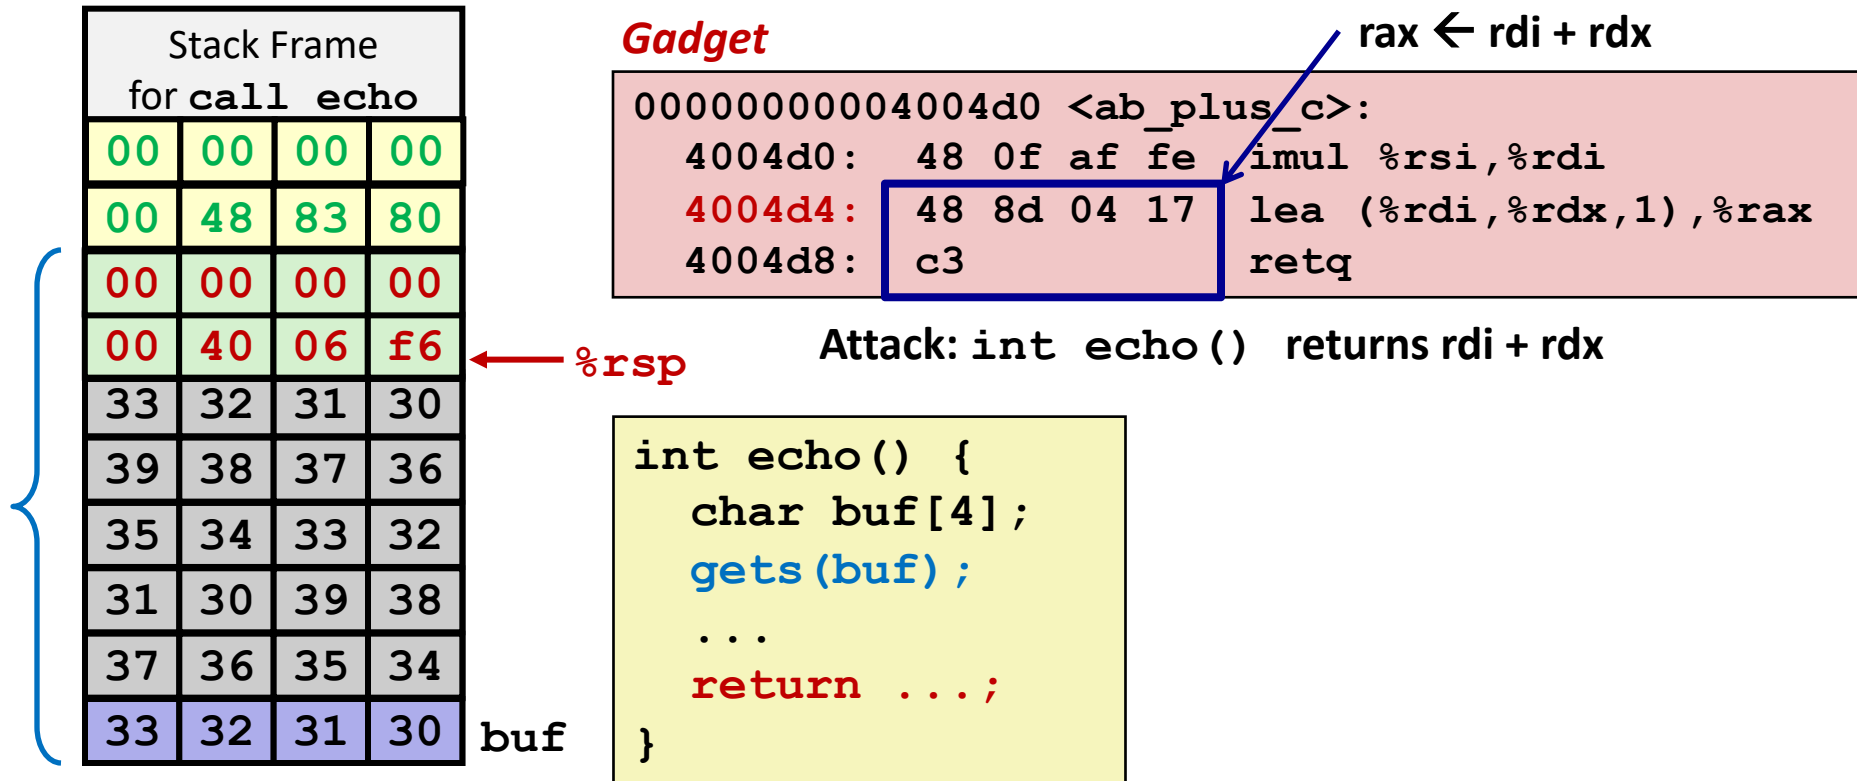 Stack Frame
for call echo
00 00 00 00
00 48 83 80
00 00 00 00
00 40 06 f6
%rsp
33 32 31 30
39 38 37 36
35 34 33 32
31 30 39 38
37 36 35 34
33 32 31 30
buf
Gadget
rax ← rdi + rdx
00000000004004d0 <ab_plus_c>:
4004d0: 48 0f af fe imul %rsi,%rdi
4004d4: 48 8d 04 17 lea (%rdi,%rdx,1),%rax
4004d8: c3 retq
Attack: int echo() returns rdi + rdx
int echo() {
char buf[4];
gets(buf);
...
return ...;
}